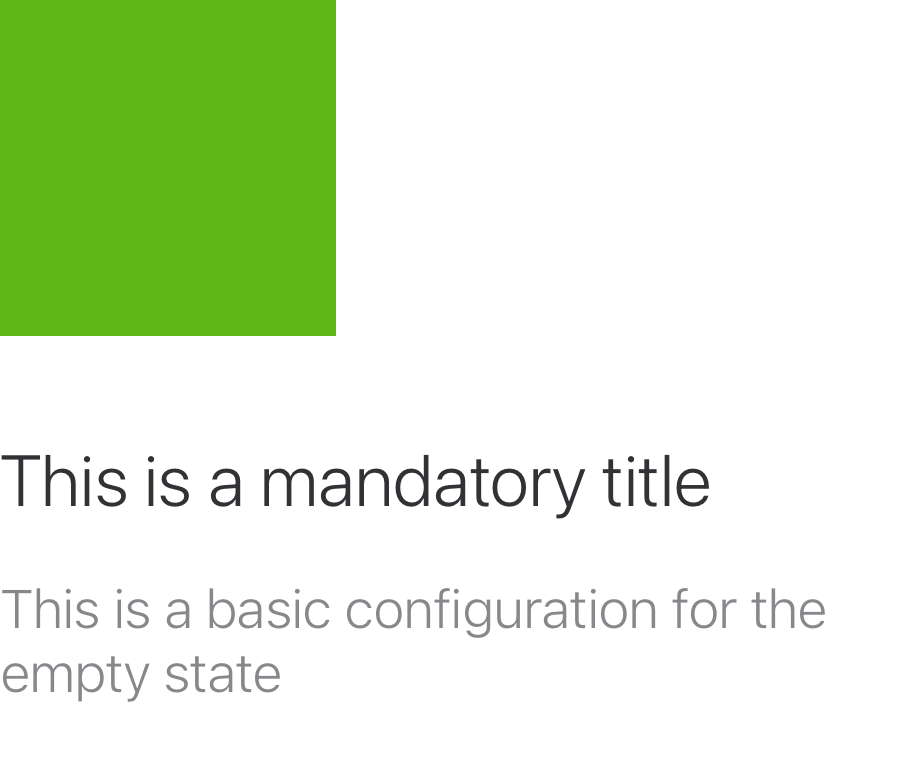 This is a mandatory title
This is a basic configuration for the
empty state